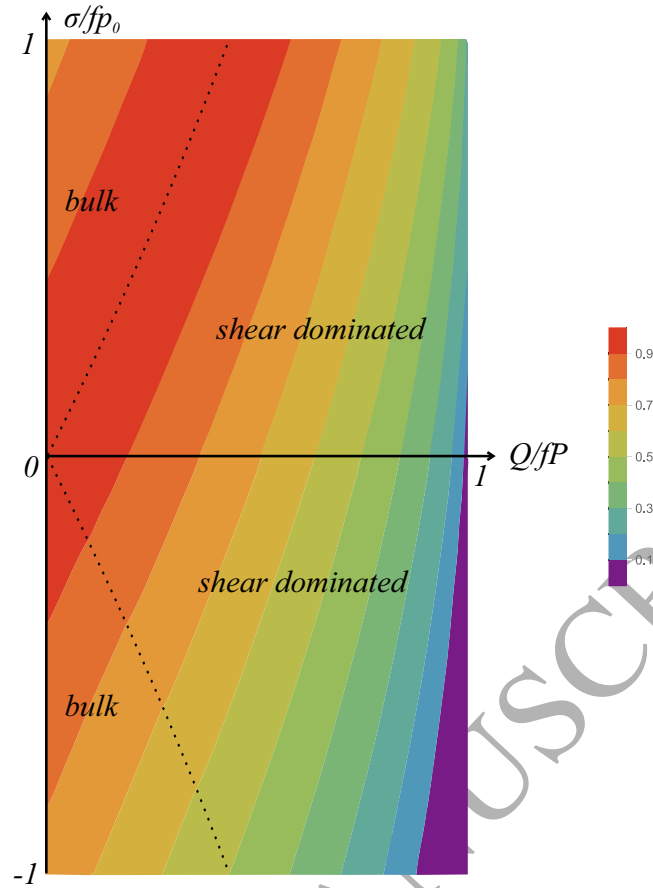 σ/fp₀
1
bulk
shear dominated
0.9
0.7
0.5
0.3
0.1
0
1
Q/fP
shear dominated
bulk
-1
USCR